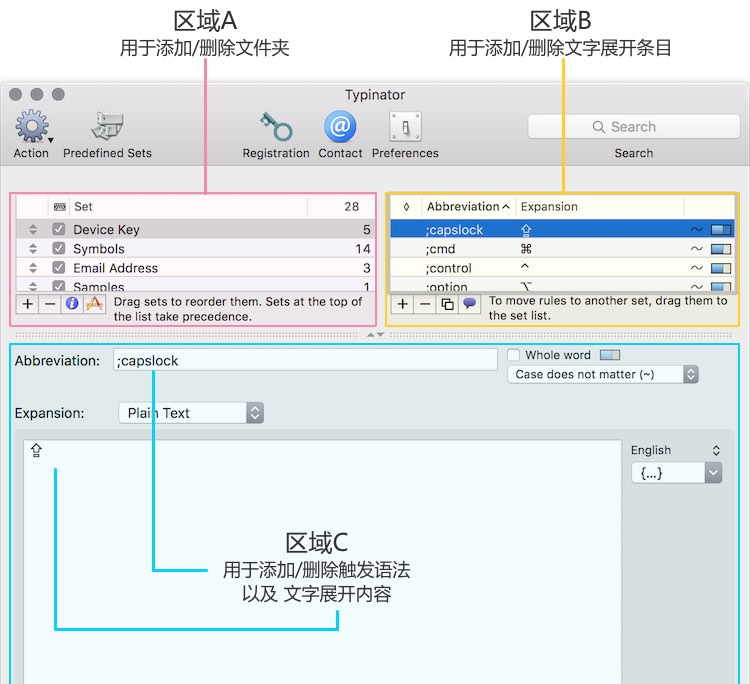 区域A
用于添加/删除文件夹
区域B
用于添加/删除文字展开条目
Typinator
Action
Predefined Sets
Registration
Contact
Preferences
Search
Search
Set 28
Device Key 5
Symbols 14
Email Address 3
Samples 1
Drag sets to reorder them. Sets at the top of
the list take precedence.
Abbreviation Expansion
;capslock ⇪
;cmd ⌘
;control ⌃
;option ⌥
To move rules to another set, drag them to
the set list.
Abbreviation: ;capslock
Whole word
Case does not matter (~)
Expansion: Plain Text
⇪
English
{...}
区域C
用于添加/删除触发语法
以及 文字展开内容